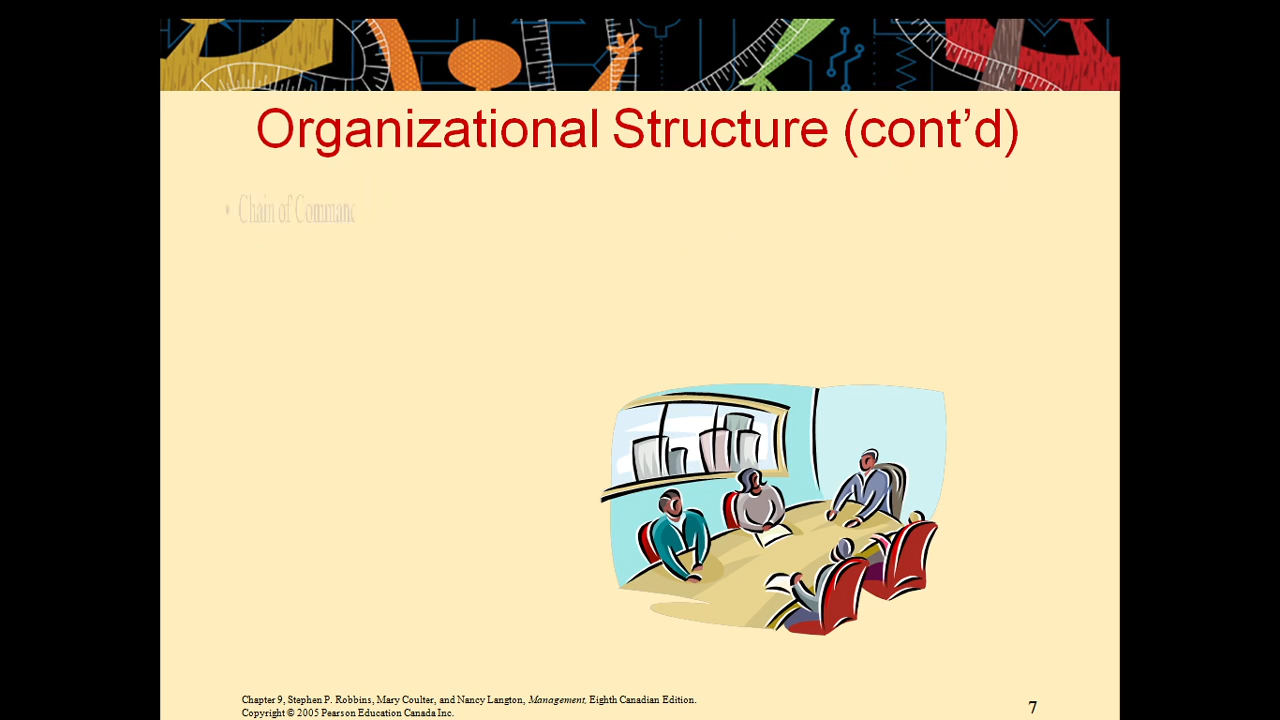 Organizational Structure (cont’d)
• Chain of Comman
Chapter 9, Stephen P. Robbins, Mary Coulter, and Nancy Langton, Management, Eighth Canadian Edition.
Copyright © 2005 Pearson Education Canada Inc.
7